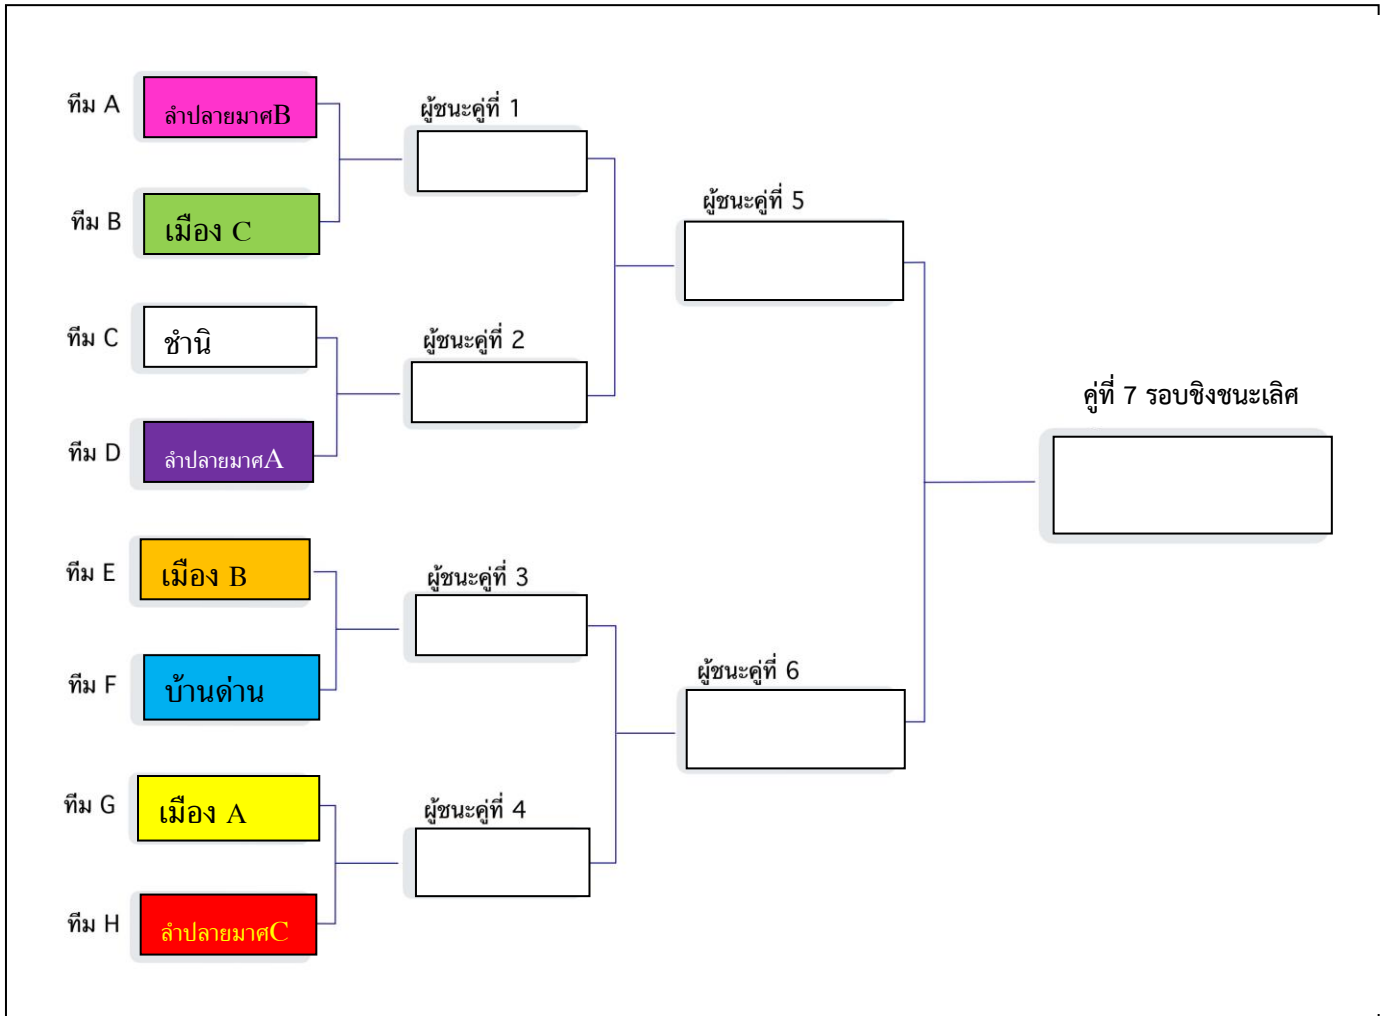 ทีม A
ลำปลายมาศB
ผู้ชนะคู่ที่ 1
ทีม B
เมือง C
ผู้ชนะคู่ที่ 5
ทีม C
ชำนิ
ผู้ชนะคู่ที่ 2
คู่ที่ 7 รอบชิงชนะเลิศ
ทีม D
ลำปลายมาศA
ทีม E
เมือง B
ผู้ชนะคู่ที่ 3
ทีม F
บ้านด่าน
ผู้ชนะคู่ที่ 6
ทีม G
เมือง A
ผู้ชนะคู่ที่ 4
ทีม H
ลำปลายมาศC